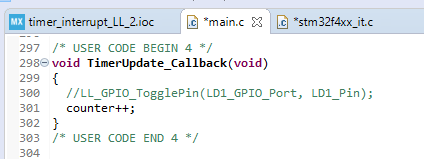 MX timer_interrupt_LL_2.ioc *main.c *stm32f4xx_it.c
297 /* USER CODE BEGIN 4 */
298 void TimerUpdate_Callback(void)
299 {
300 //LL_GPIO_TogglePin(LD1_GPIO_Port, LD1_Pin);
301 counter++;
302 }
303 /* USER CODE END 4 */
304